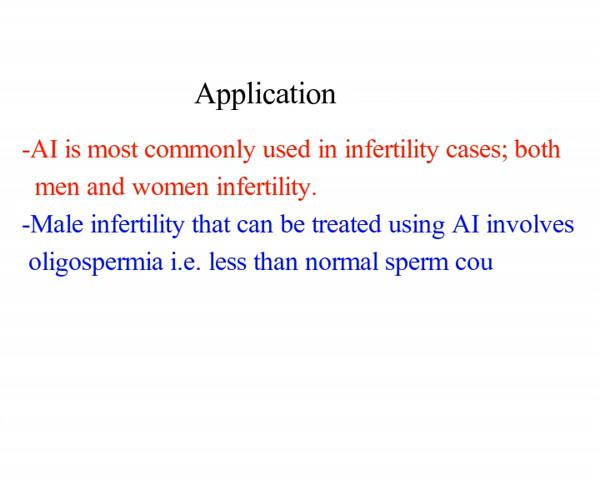 Application
-AI is most commonly used in infertility cases; both
men and women infertility.
-Male infertility that can be treated using AI involves
oligospermia i.e. less than normal sperm cou